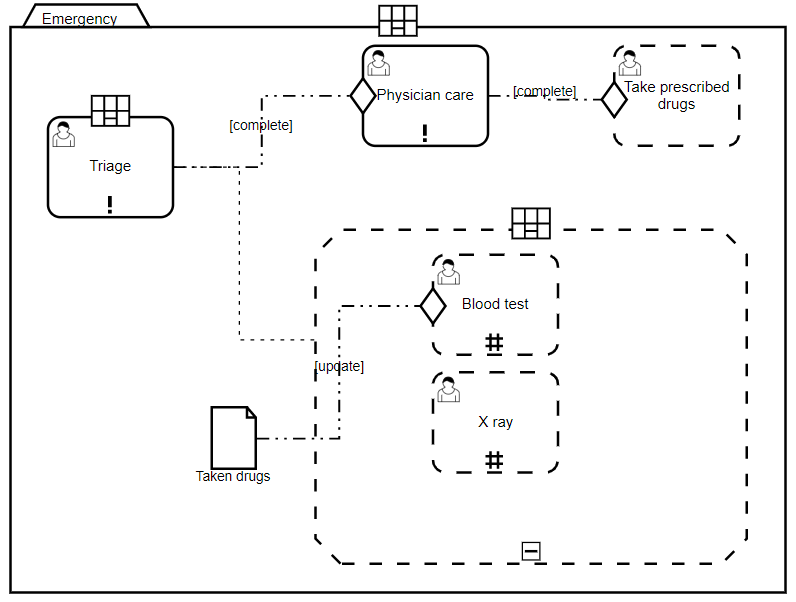 Emergency
Physician care
[complete]
Take prescribed
drugs
[complete]
Triage
!
!
Blood test
#
[update]
X ray
#
Taken drugs